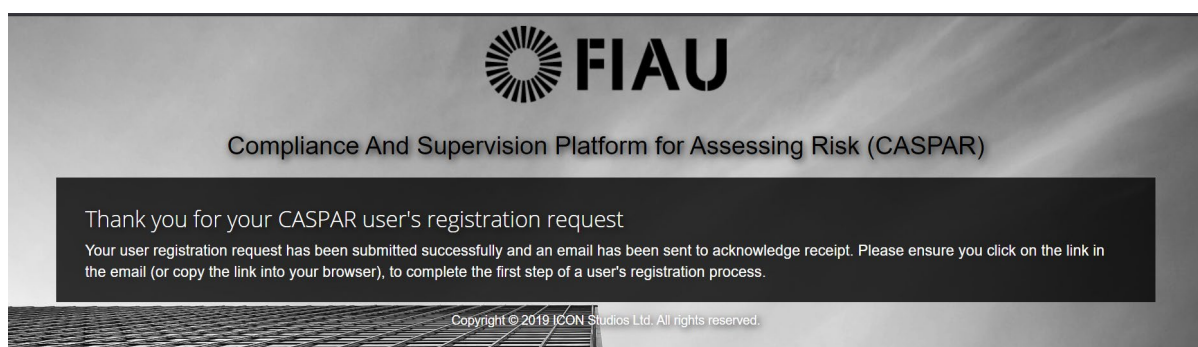 FIAU
Compliance And Supervision Platform for Assessing Risk (CASPAR)
Thank you for your CASPAR user's registration request
Your user registration request has been submitted successfully and an email has been sent to acknowledge receipt. Please ensure you click on the link in
the email (or copy the link into your browser), to complete the first step of a user's registration process.
Copyright © 2019 ICON Studios Ltd. All rights reserved.